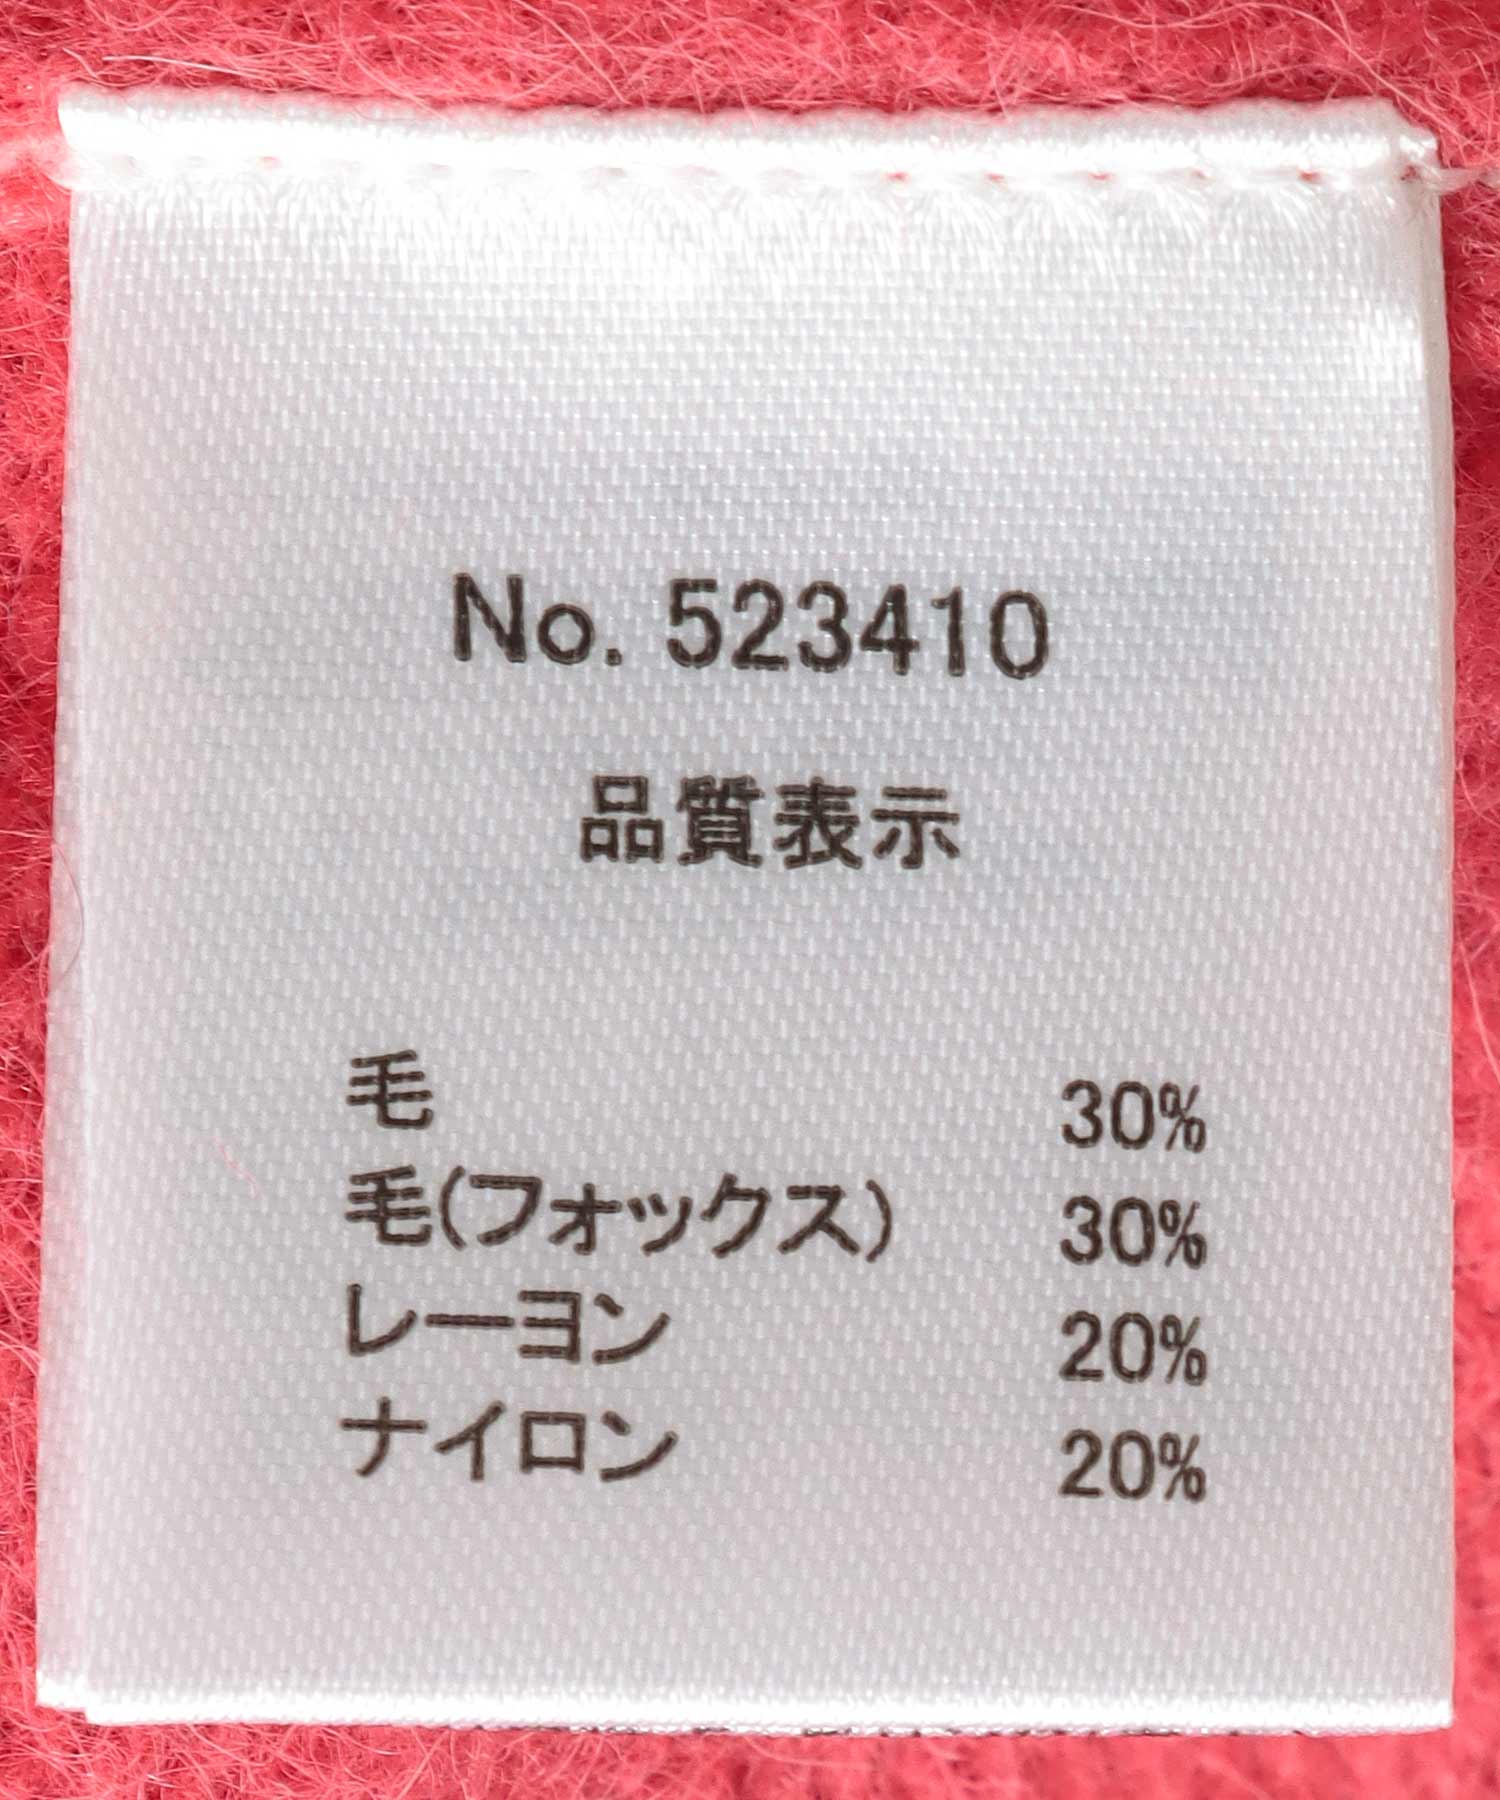 No. 523410
品質表示
毛 30%
毛(フォックス) 30%
レーヨン 20%
ナイロン 20%